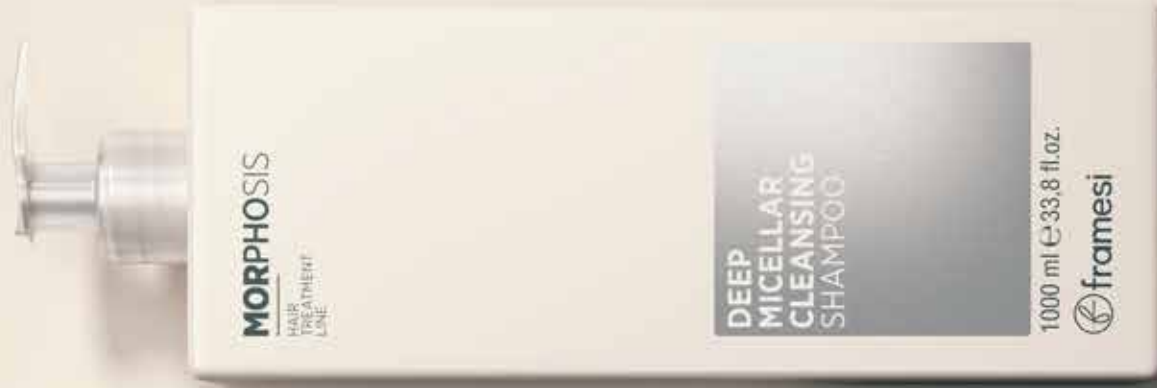 MORPHOSIS
HAIR
TREATMENT
LINE
DEEP
MICELLAR
CLEANSING
SHAMPOO
1000 ml ℮ 33,8 fl.oz.
framesi